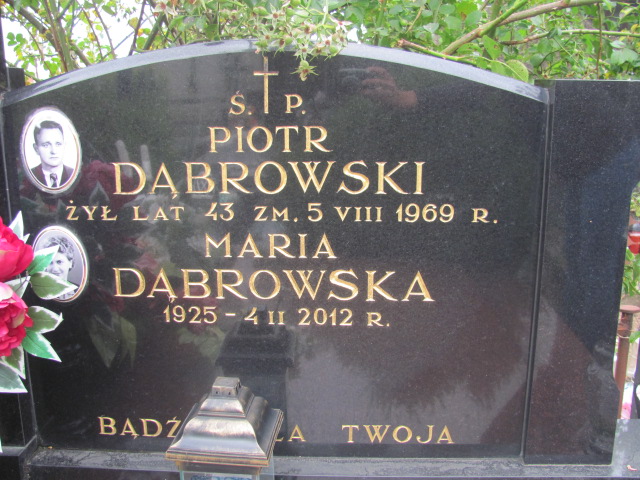 Ś. P.
PIOTR
DĄBROWSKI
ŻYŁ LAT 43 ZM. 5 VIII 1969 R.
MARIA
DĄBROWSKA
1925 - 4 II 2012 R.
BĄDŹ TWOJA